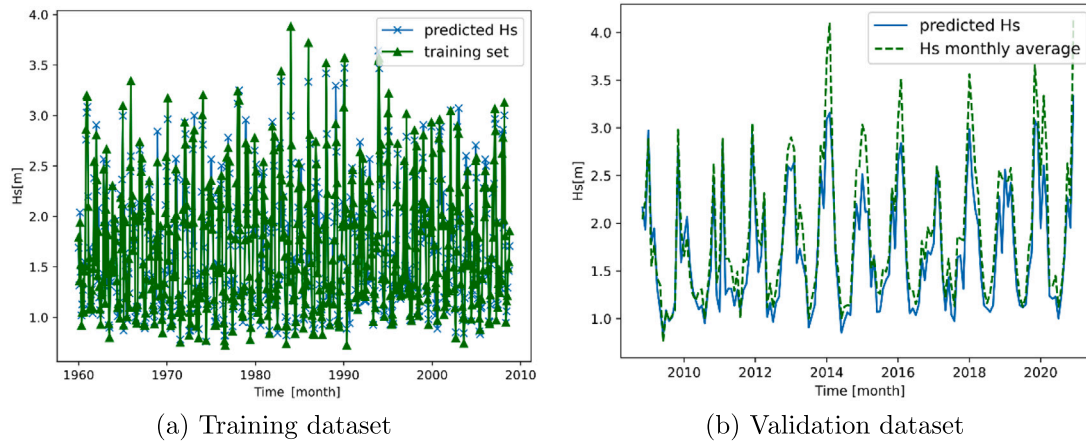 predicted Hs
training set
4.0
3.5
3.0
2.5
2.0
1.5
1.0
Hs[m]
1960
1970
1980
1990
2000
2010
Time [month]
(a) Training dataset
predicted Hs
Hs monthly average
4.0
3.5
3.0
2.5
2.0
1.5
1.0
Hs[m]
2010
2012
2014
2016
2018
2020
Time [month]
(b) Validation dataset